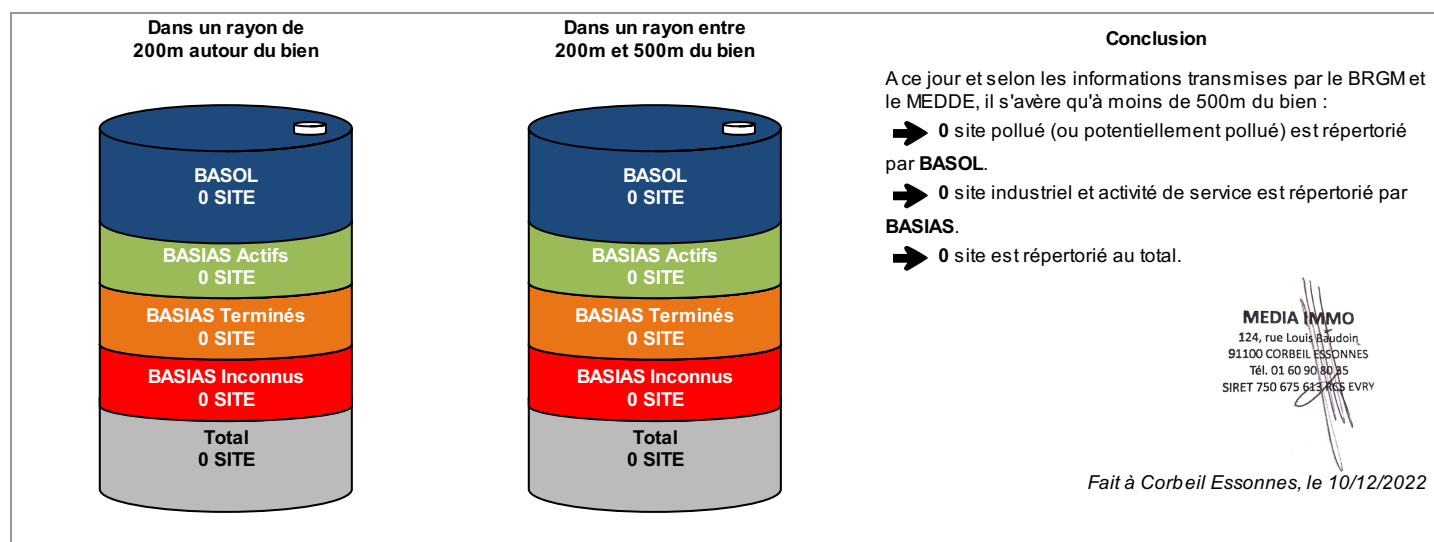 Dans un rayon de
200m autour du bien
BASOL
0 SITE
BASIAS Actifs
0 SITE
BASIAS Terminés
0 SITE
BASIAS Inconnus
0 SITE
Total
0 SITE
Dans un rayon entre
200m et 500m du bien
BASOL
0 SITE
BASIAS Actifs
0 SITE
BASIAS Terminés
0 SITE
BASIAS Inconnus
0 SITE
Total
0 SITE
Conclusion
A ce jour et selon les informations transmises par le BRGM et
le MEDDE, il s'avère qu'à moins de 500m du bien :
0 site pollué (ou potentiellement pollué) est répertorié
par BASOL.
0 site industriel et activité de service est répertorié par
BASIAS.
0 site est répertorié au total.
MEDIA IMMO
124, rue Louis Baudoin
91100 CORBEIL ESSONNES
Tél. 01 60 90 80 85
SIRET 750 675 613 RCS EVRY
Fait à Corbeil Essonnes, le 10/12/2022